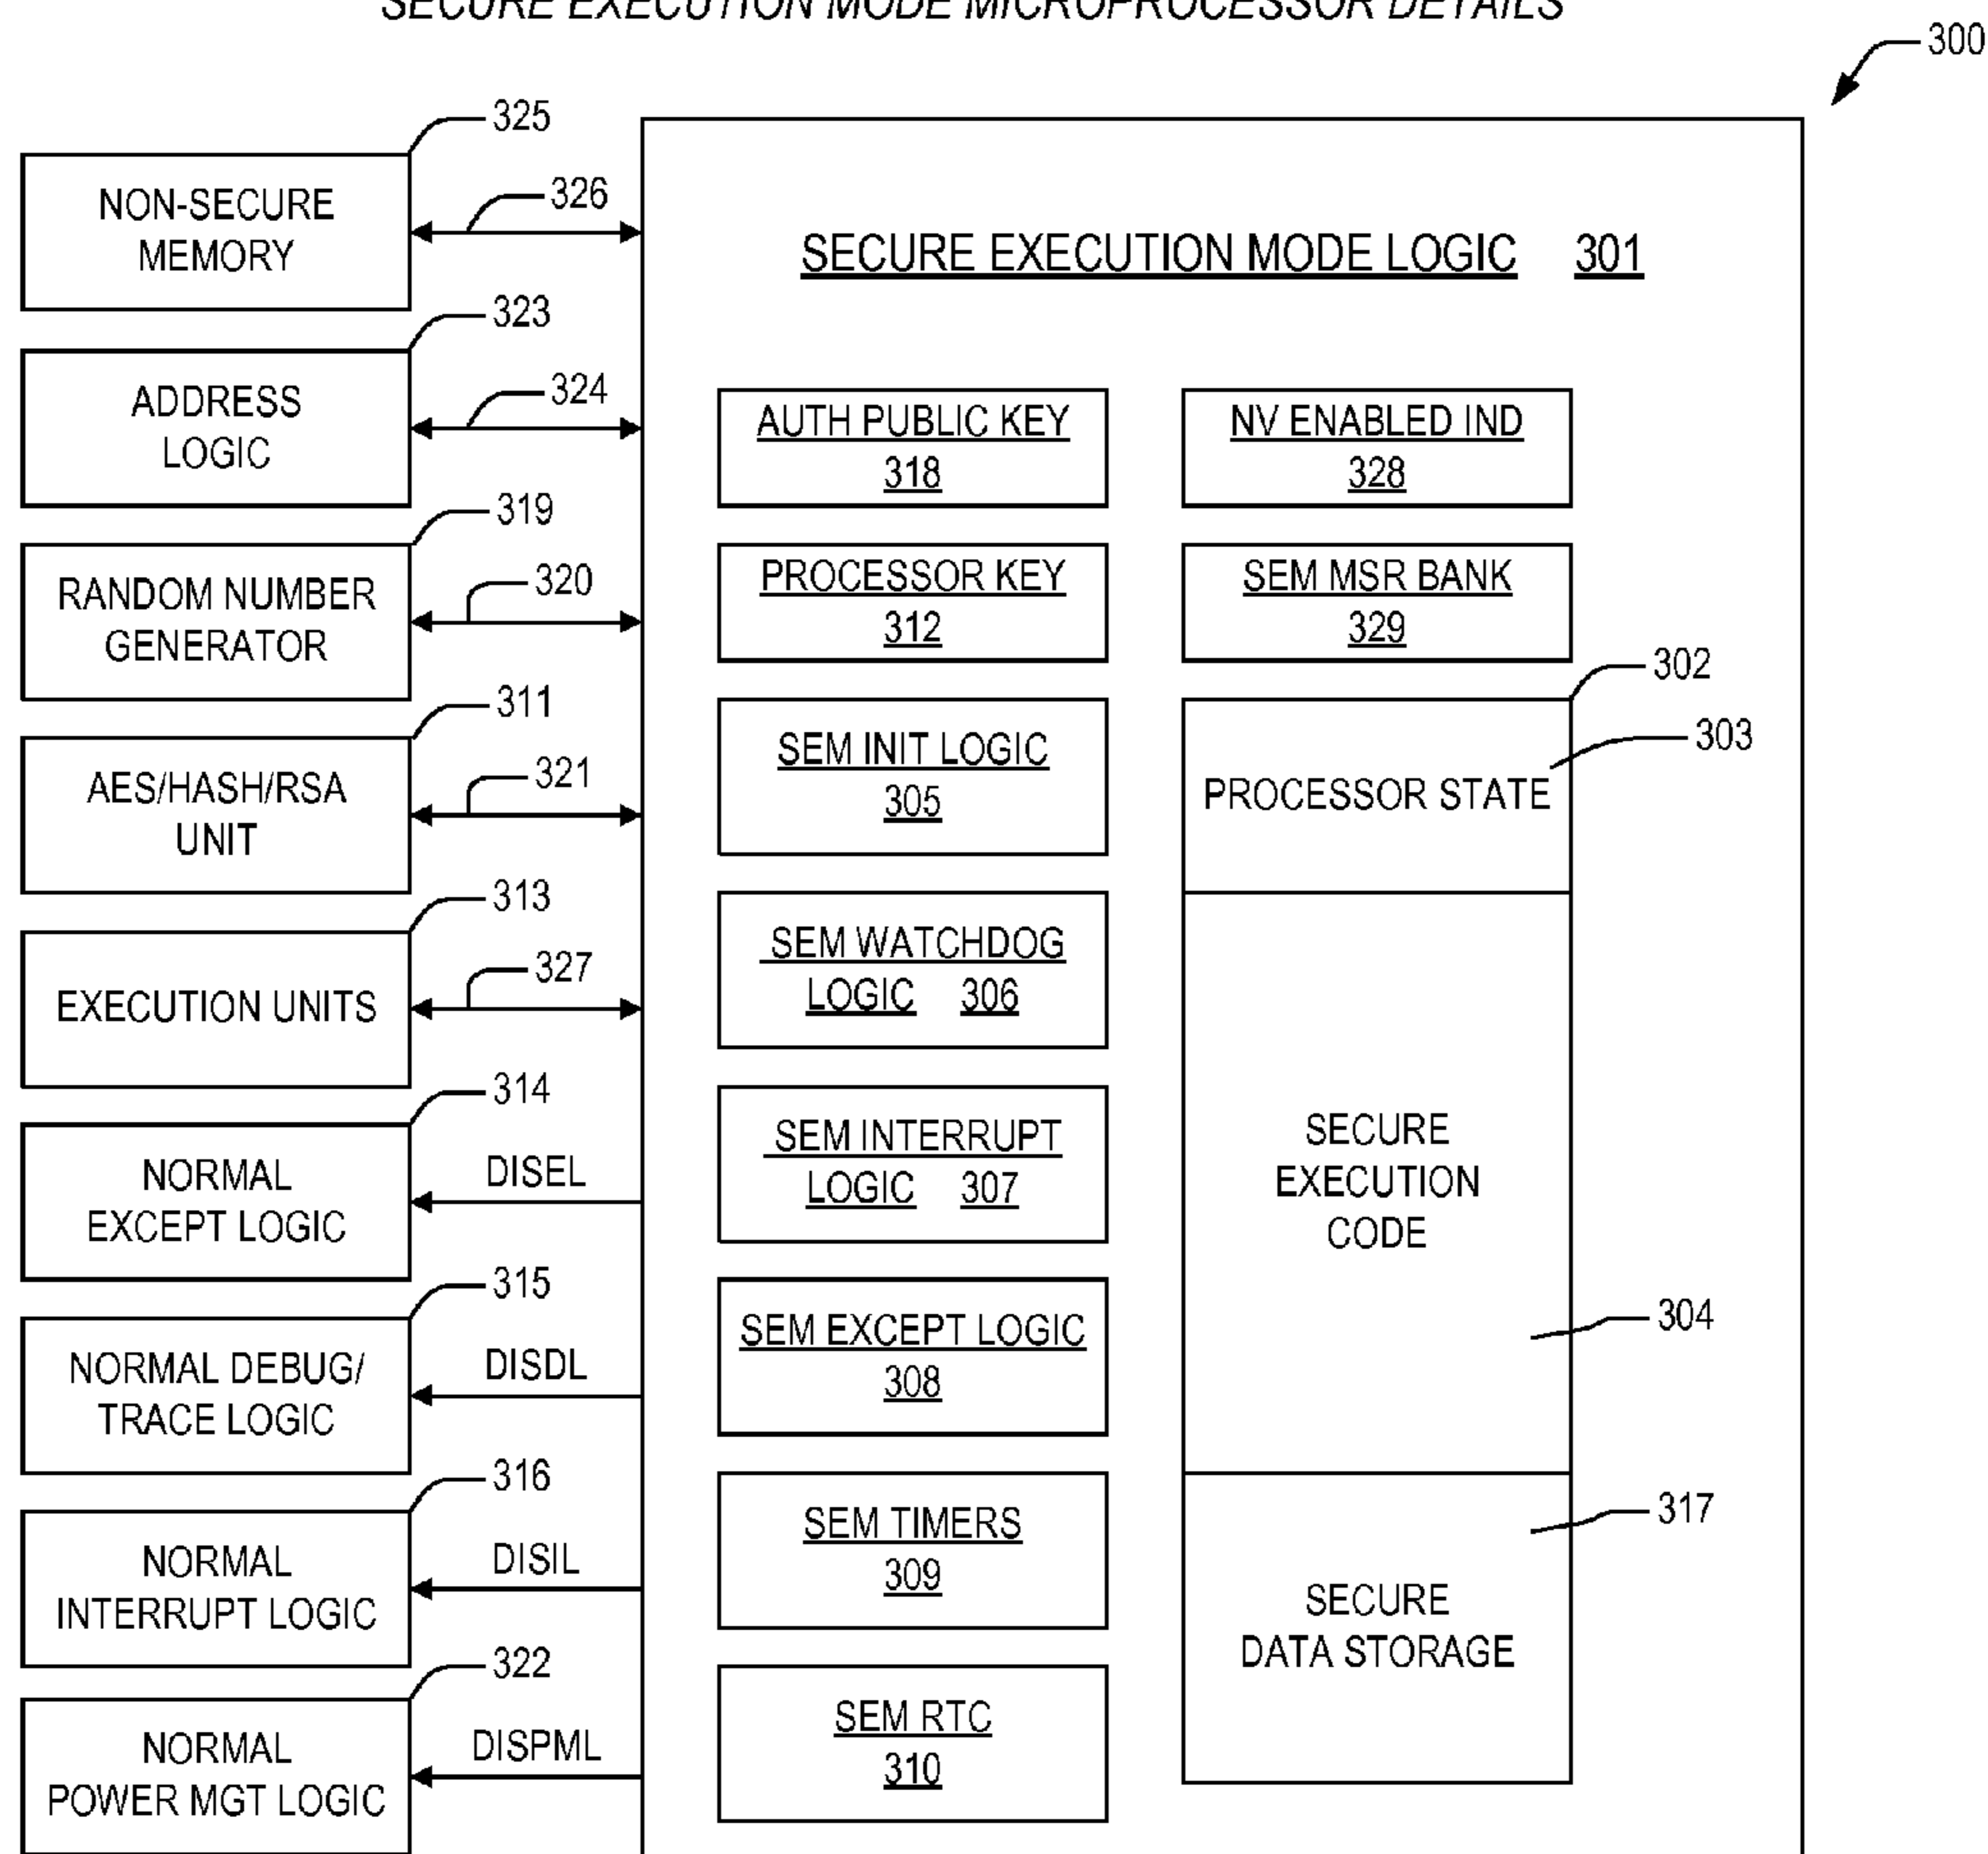 SECURE EXECUTION MODE MICROPROCESSOR DETAILS
300
325
NON-SECURE
MEMORY
326
SECURE EXECUTION MODE LOGIC 301
323
ADDRESS
LOGIC
324
AUTH PUBLIC KEY
318
NV ENABLED IND
328
319
RANDOM NUMBER
GENERATOR
320
PROCESSOR KEY
312
SEM MSR BANK
329
302
311
AES/HASH/RSA
UNIT
321
SEM INIT LOGIC
305
303
PROCESSOR STATE
313
EXECUTION UNITS
327
SEM WATCHDOG
LOGIC 306
314
NORMAL
EXCEPT LOGIC
DISEL
SEM INTERRUPT
LOGIC 307
SECURE
EXECUTION
CODE
304
315
NORMAL DEBUG/
TRACE LOGIC
DISDL
SEM EXCEPT LOGIC
308
316
NORMAL
INTERRUPT LOGIC
DISIL
SEM TIMERS
309
317
SECURE
DATA STORAGE
322
NORMAL
POWER MGT LOGIC
DISPML
SEM RTC
310